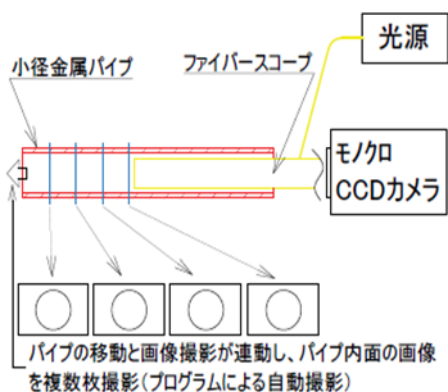 光源
小径金属パイプ
ファイバースコープ
モノクロ
CCDカメラ
パイプの移動と画像撮影が連動し、パイプ内面の画像
を複数枚撮影(プログラムによる自動撮影)